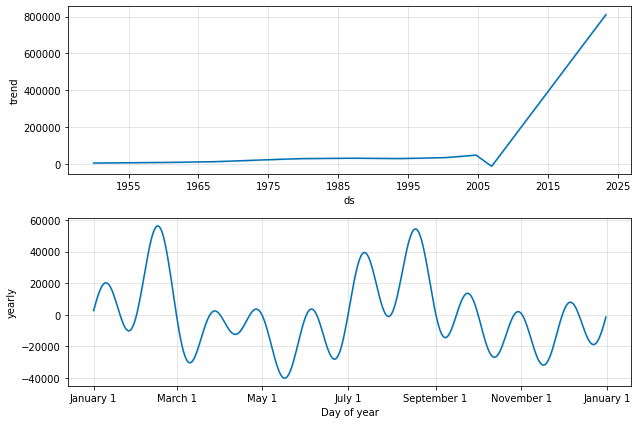 800000
600000
400000
200000
0
trend
1955
1965
1975
1985
1995
2005
2015
2025
ds
60000
40000
20000
0
−20000
−40000
yearly
January 1
March 1
May 1
July 1
September 1
November 1
January 1
Day of year